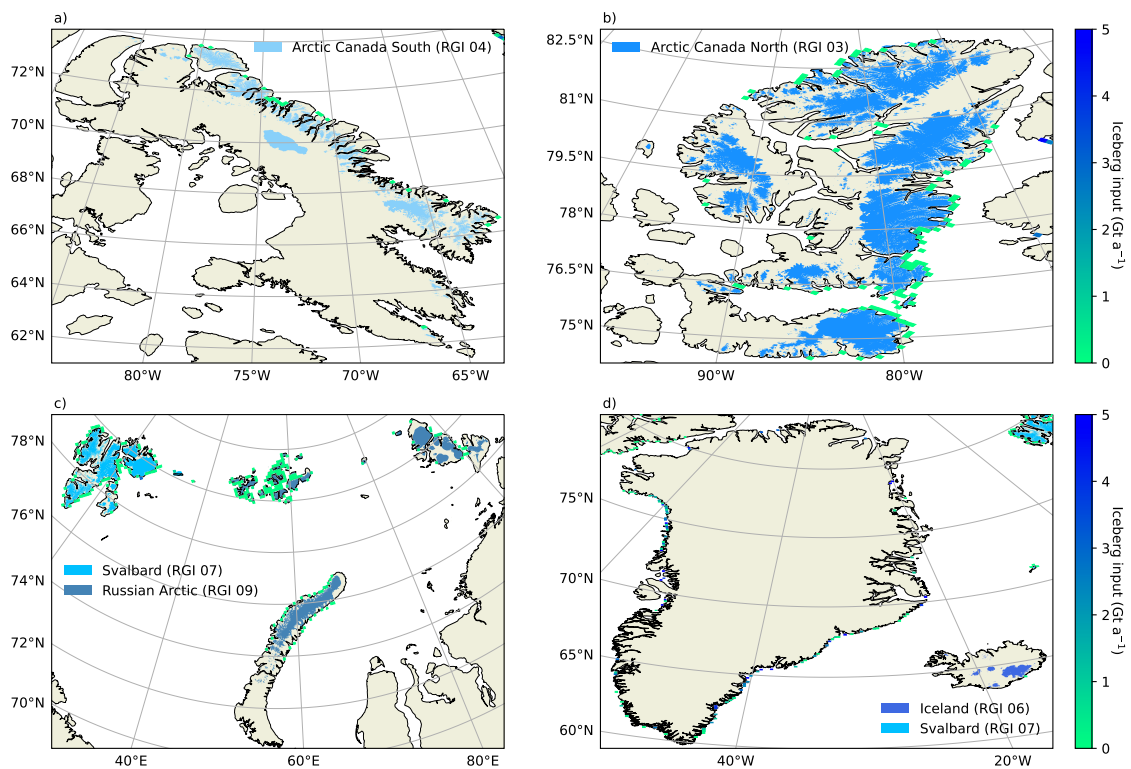 a)
Arctic Canada South (RGI 04)
72°N
70°N
68°N
66°N
64°N
62°N
80°W
75°W
70°W
65°W
b)
Arctic Canada North (RGI 03)
82.5°N
81°N
79.5°N
78°N
76.5°N
75°N
90°W
80°W
5
4
3
2
1
0
Iceberg input (Gt a⁻¹)
c)
78°N
76°N
74°N
72°N
70°N
Svalbard (RGI 07)
Russian Arctic (RGI 09)
40°E
60°E
80°E
d)
75°N
70°N
65°N
60°N
Iceland (RGI 06)
Svalbard (RGI 07)
40°W
20°W
5
4
3
2
1
0
Iceberg input (Gt a⁻¹)